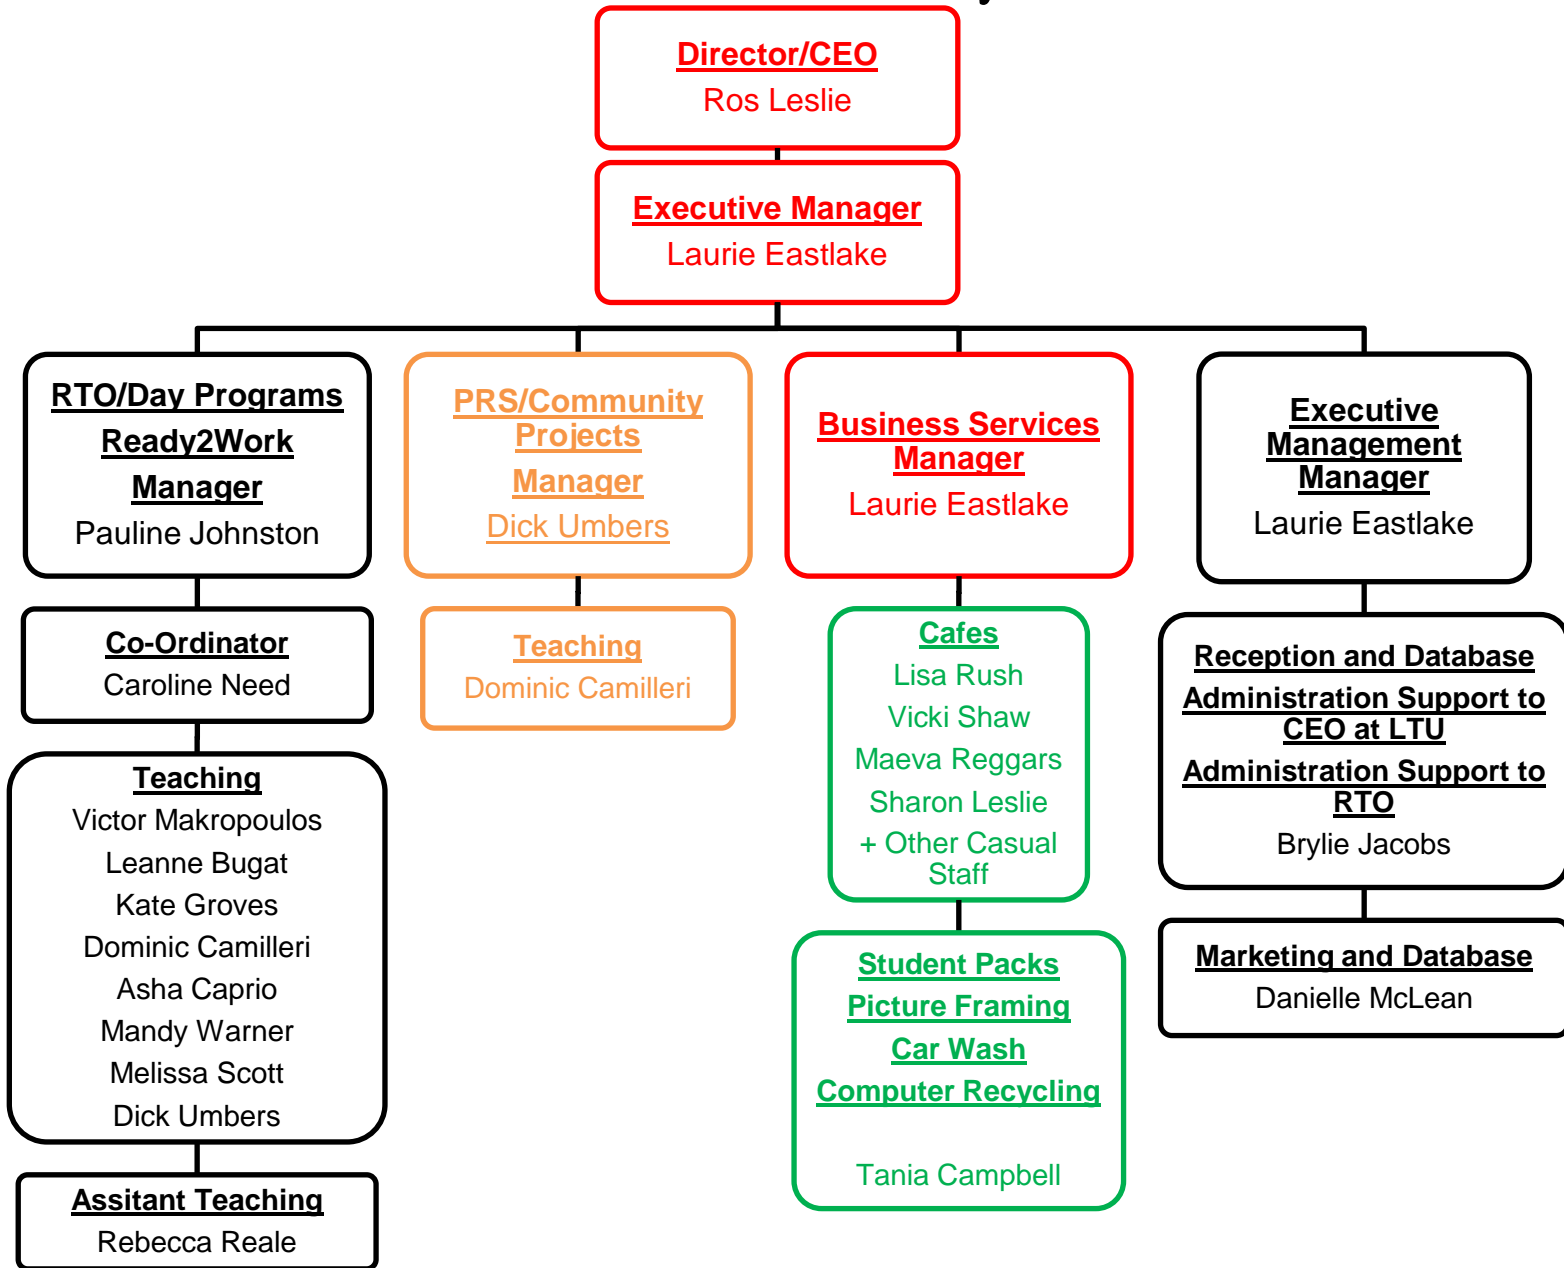 Director/CEO
Ros Leslie
Executive Manager
Laurie Eastlake
RTO/Day Programs
Ready2Work
Manager
Pauline Johnston
PRS/Community
Projects
Manager
Dick Umbers
Business Services
Manager
Laurie Eastlake
Executive
Management
Manager
Laurie Eastlake
Co-Ordinator
Caroline Need
Teaching
Dominic Camilleri
Cafes
Lisa Rush
Vicki Shaw
Maeva Reggars
Sharon Leslie
+ Other Casual
Staff
Reception and Database
Administration Support to
CEO at LTU
Administration Support to
RTO
Brylie Jacobs
Teaching
Victor Makropoulos
Leanne Bugat
Kate Groves
Dominic Camilleri
Asha Caprio
Mandy Warner
Melissa Scott
Dick Umbers
Student Packs
Picture Framing
Car Wash
Computer Recycling
Tania Campbell
Marketing and Database
Danielle McLean
Assitant Teaching
Rebecca Reale